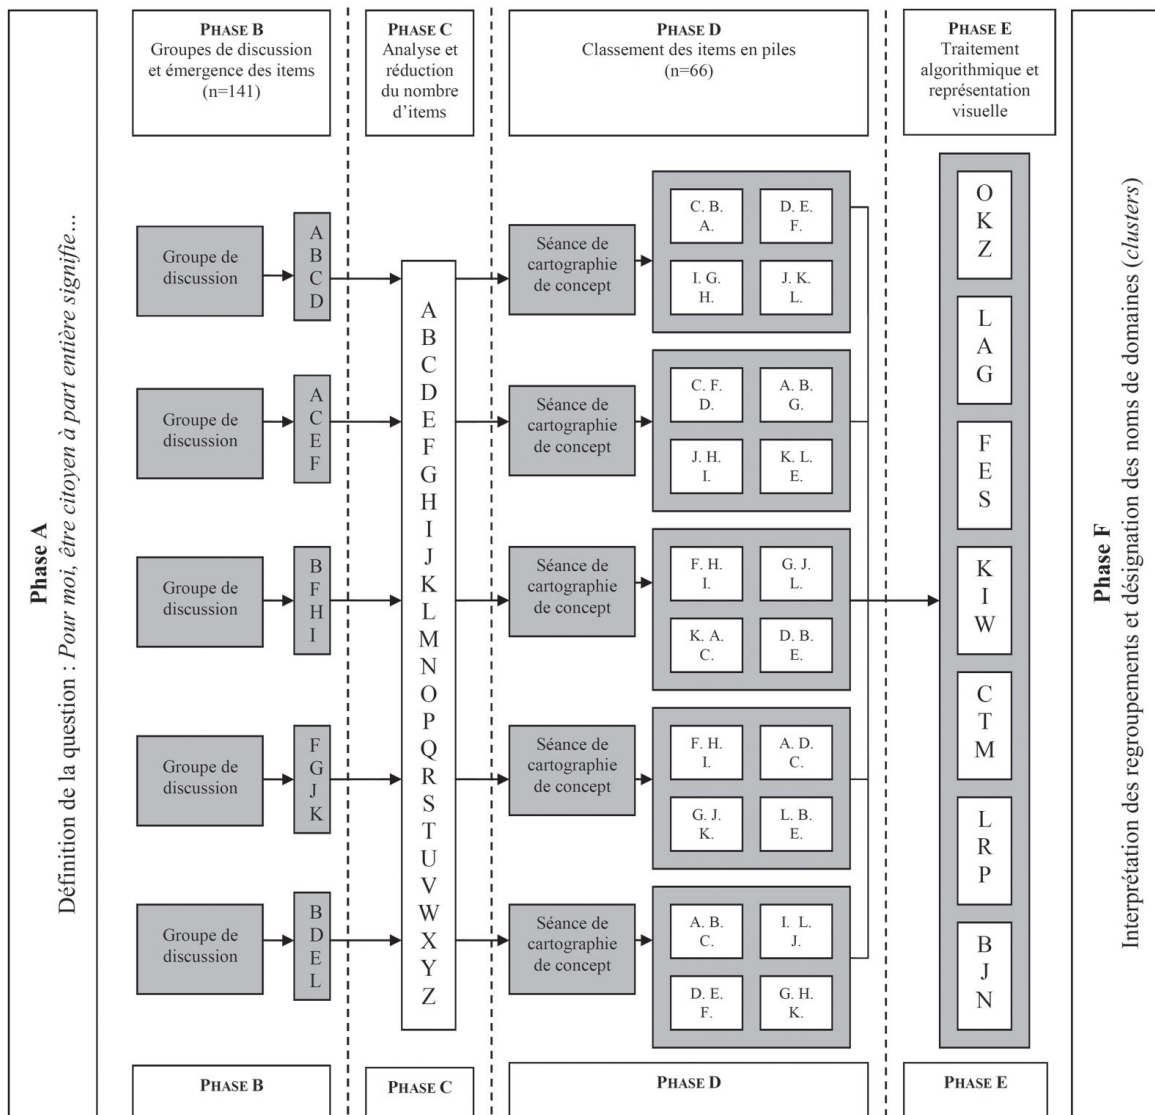 Phase A
Définition de la question : Pour moi, être citoyen à part entière signifie...
PHASE B
Groupes de discussion
et émergence des items
(n=141)
PHASE C
Analyse et
réduction
du nombre
d'items
PHASE D
Classement des items en piles
(n=66)
PHASE E
Traitement
algorithmique et
représentation
visuelle
Groupe de
discussion
A
B
C
D
Groupe de
discussion
A
C
E
F
Groupe de
discussion
B
F
H
I
Groupe de
discussion
F
G
J
K
Groupe de
discussion
B
D
E
L
A
B
C
D
E
F
G
H
I
J
K
L
M
N
O
P
Q
R
S
T
U
V
W
X
Y
Z
Séance de
cartographie
de concept
C. B.
A.
D. E.
F.
I. G.
H.
J. K.
L.
Séance de
cartographie
de concept
C. F.
D.
A. B.
G.
J. H.
I.
K. L.
E.
Séance de
cartographie
de concept
F. H.
I.
G. J.
L.
K. A.
C.
D. B.
E.
Séance de
cartographie
de concept
F. H.
I.
A. D.
C.
G. J.
K.
L. B.
E.
Séance de
cartographie
de concept
A. B.
C.
I. L.
J.
D. E.
F.
G. H.
K.
O
K
Z
L
A
G
F
E
S
K
I
W
C
T
M
L
R
P
B
J
N
PHASE B
PHASE C
PHASE D
PHASE E
Phase F
Interprétation des regroupements et désignation des noms de domaines (clusters)